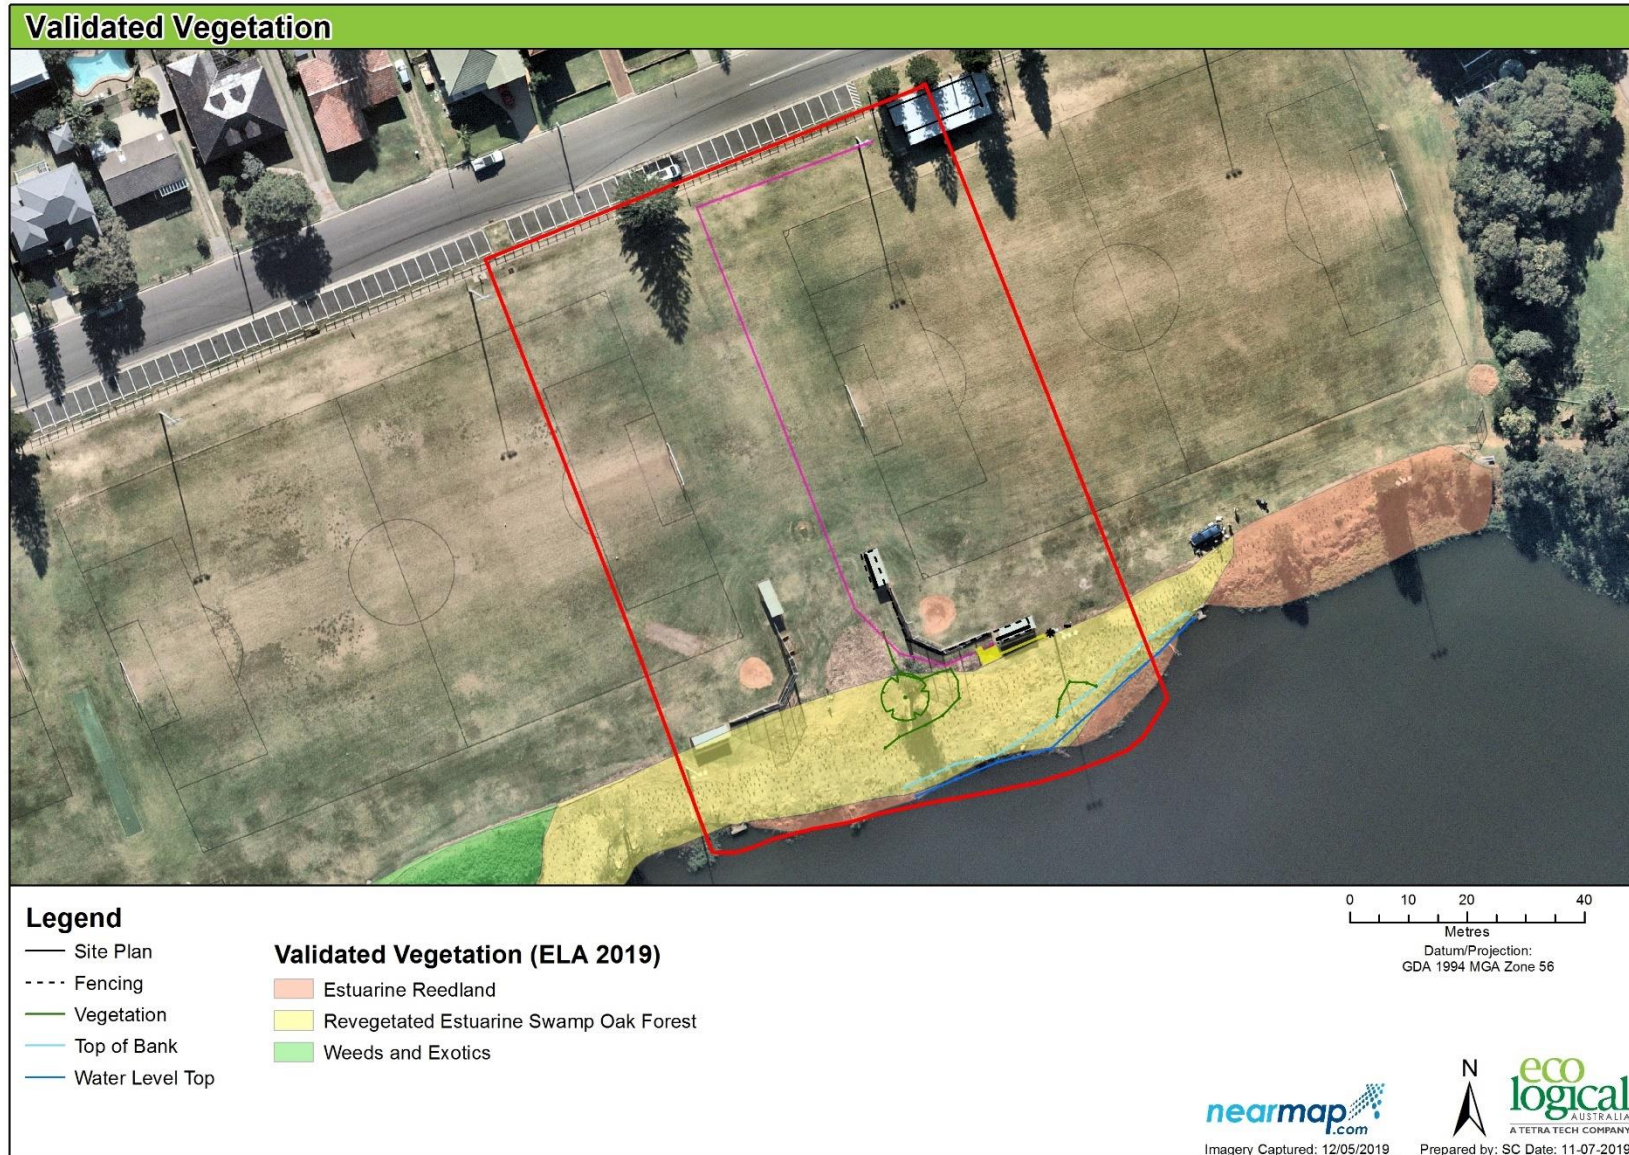 Validated Vegetation
Legend
Site Plan
Fencing
Vegetation
Top of Bank
Water Level Top
Validated Vegetation (ELA 2019)
Estuarine Reedland
Revegetated Estuarine Swamp Oak Forest
Weeds and Exotics
0 10 20 40
Metres
Datum/Projection:
GDA 1994 MGA Zone 56
nearmap
.com
Imagery Captured: 12/05/2019
N
eco
logical
AUSTRALIA
A TETRA TECH COMPANY
Prepared by: SC Date: 11-07-2019